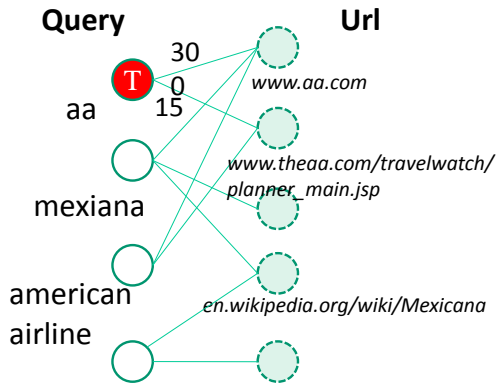 Query
Url
30
0
T
www.aa.com
15
aa
www.theaa.com/travelwatch/
planner_main.jsp
mexiana
american
en.wikipedia.org/wiki/Mexicana
airline